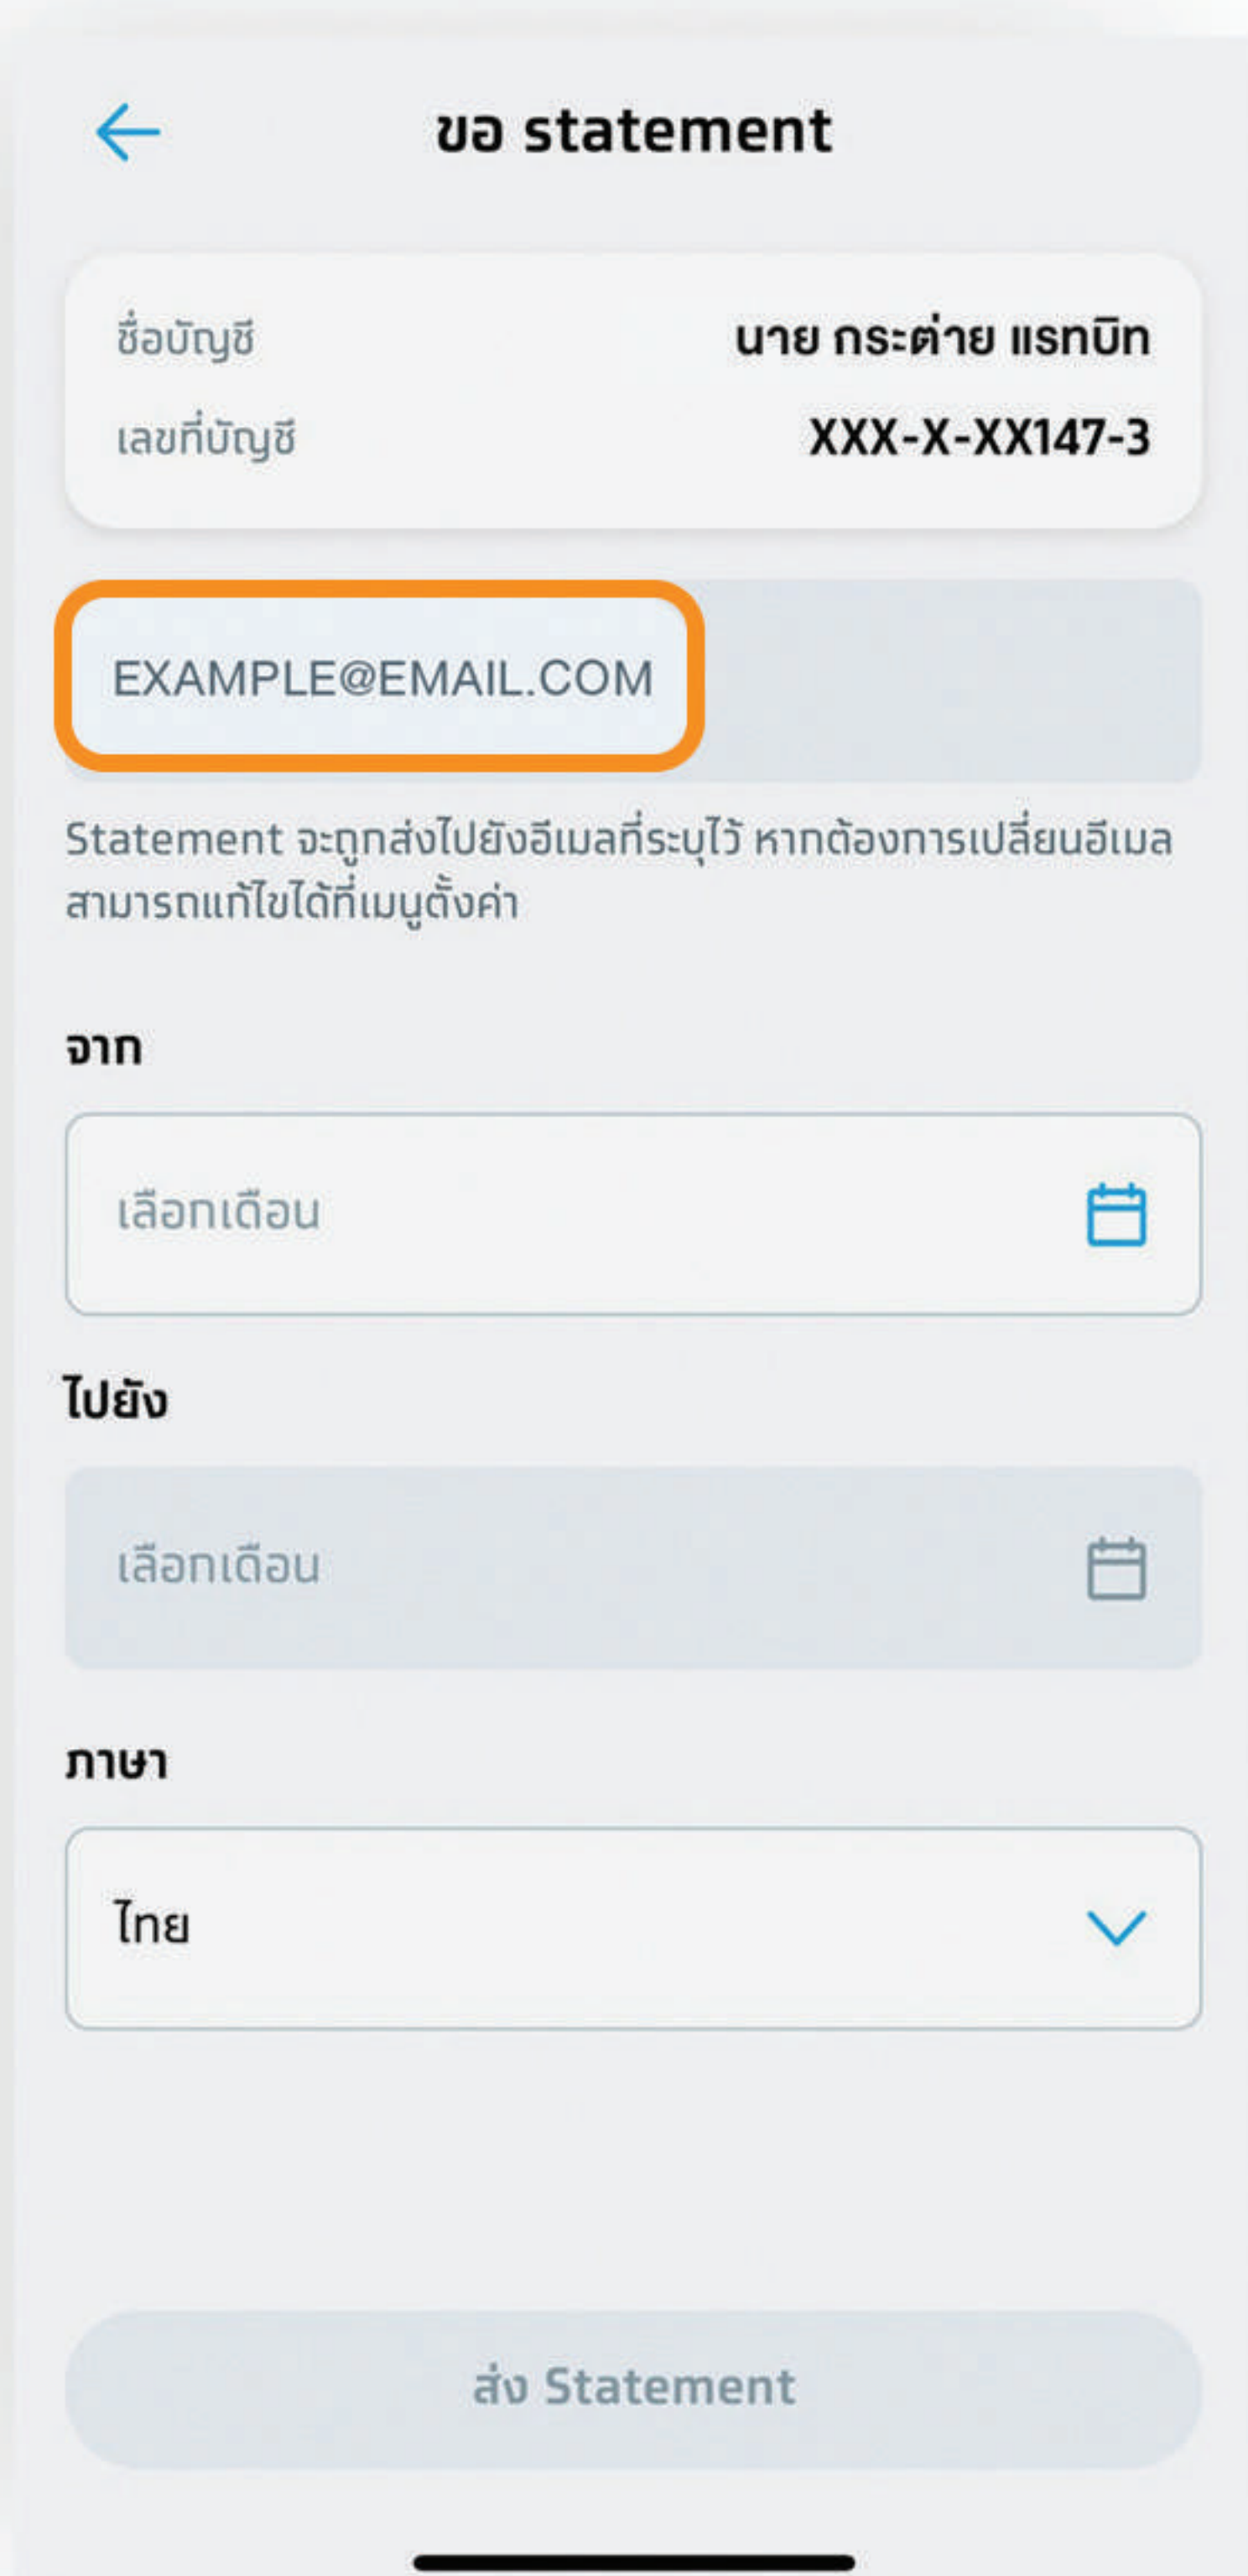 ขอ statement
ชื่อบัญชี นาย กระต่าย แรทบิท
เลขที่บัญชี XXX-X-XX147-3
EXAMPLE@EMAIL.COM
Statement จะถูกส่งไปยังอีเมลที่ระบุไว้ หากต้องการเปลี่ยนอีเมล
สามารถแก้ไขได้ที่เมนูตั้งค่า
จาก
เลือกเดือน
ไปยัง
เลือกเดือน
ภาษา
ไทย
ส่ง Statement